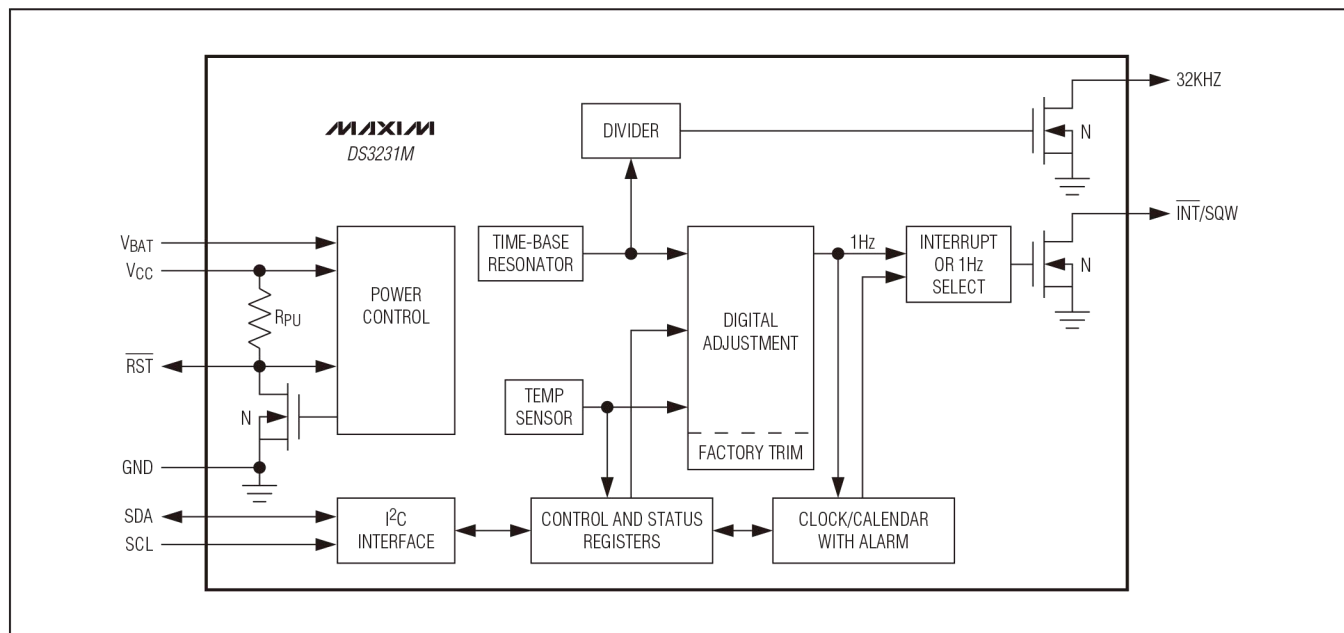 MAXIM
DS3231M
DIVIDER
32KHZ
N
INT/SQW
N
VBAT
VCC
RPU
RST
N
GND
SDA
SCL
POWER
CONTROL
TIME-BASE
RESONATOR
TEMP
SENSOR
DIGITAL
ADJUSTMENT
FACTORY TRIM
1Hz
INTERRUPT
OR 1Hz
SELECT
I²C
INTERFACE
CONTROL AND STATUS
REGISTERS
CLOCK/CALENDAR
WITH ALARM